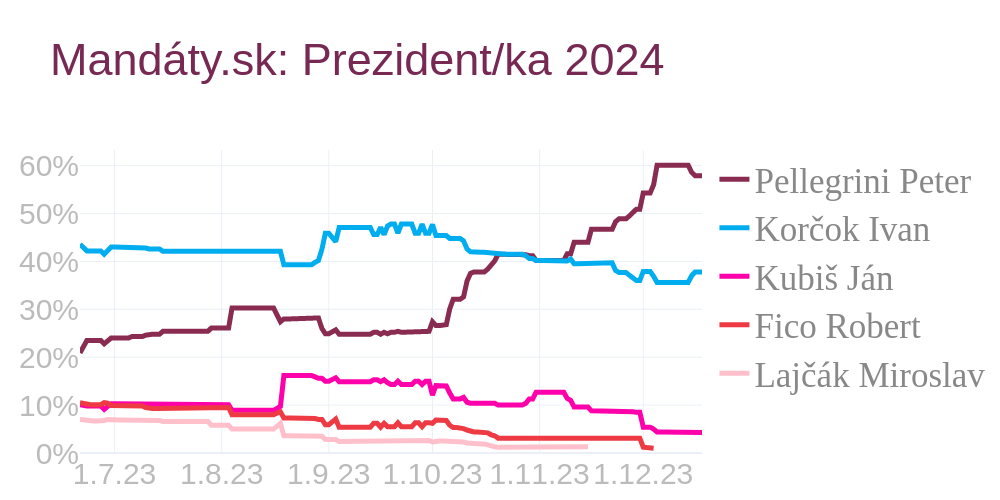 Mandáty.sk: Prezident/ka 2024
60%
50%
40%
30%
20%
10%
0%
1.7.23 1.8.23 1.9.23 1.10.23 1.11.23 1.12.23
Pellegrini Peter
Korčok Ivan
Kubiš Ján
Fico Robert
Lajčák Miroslav